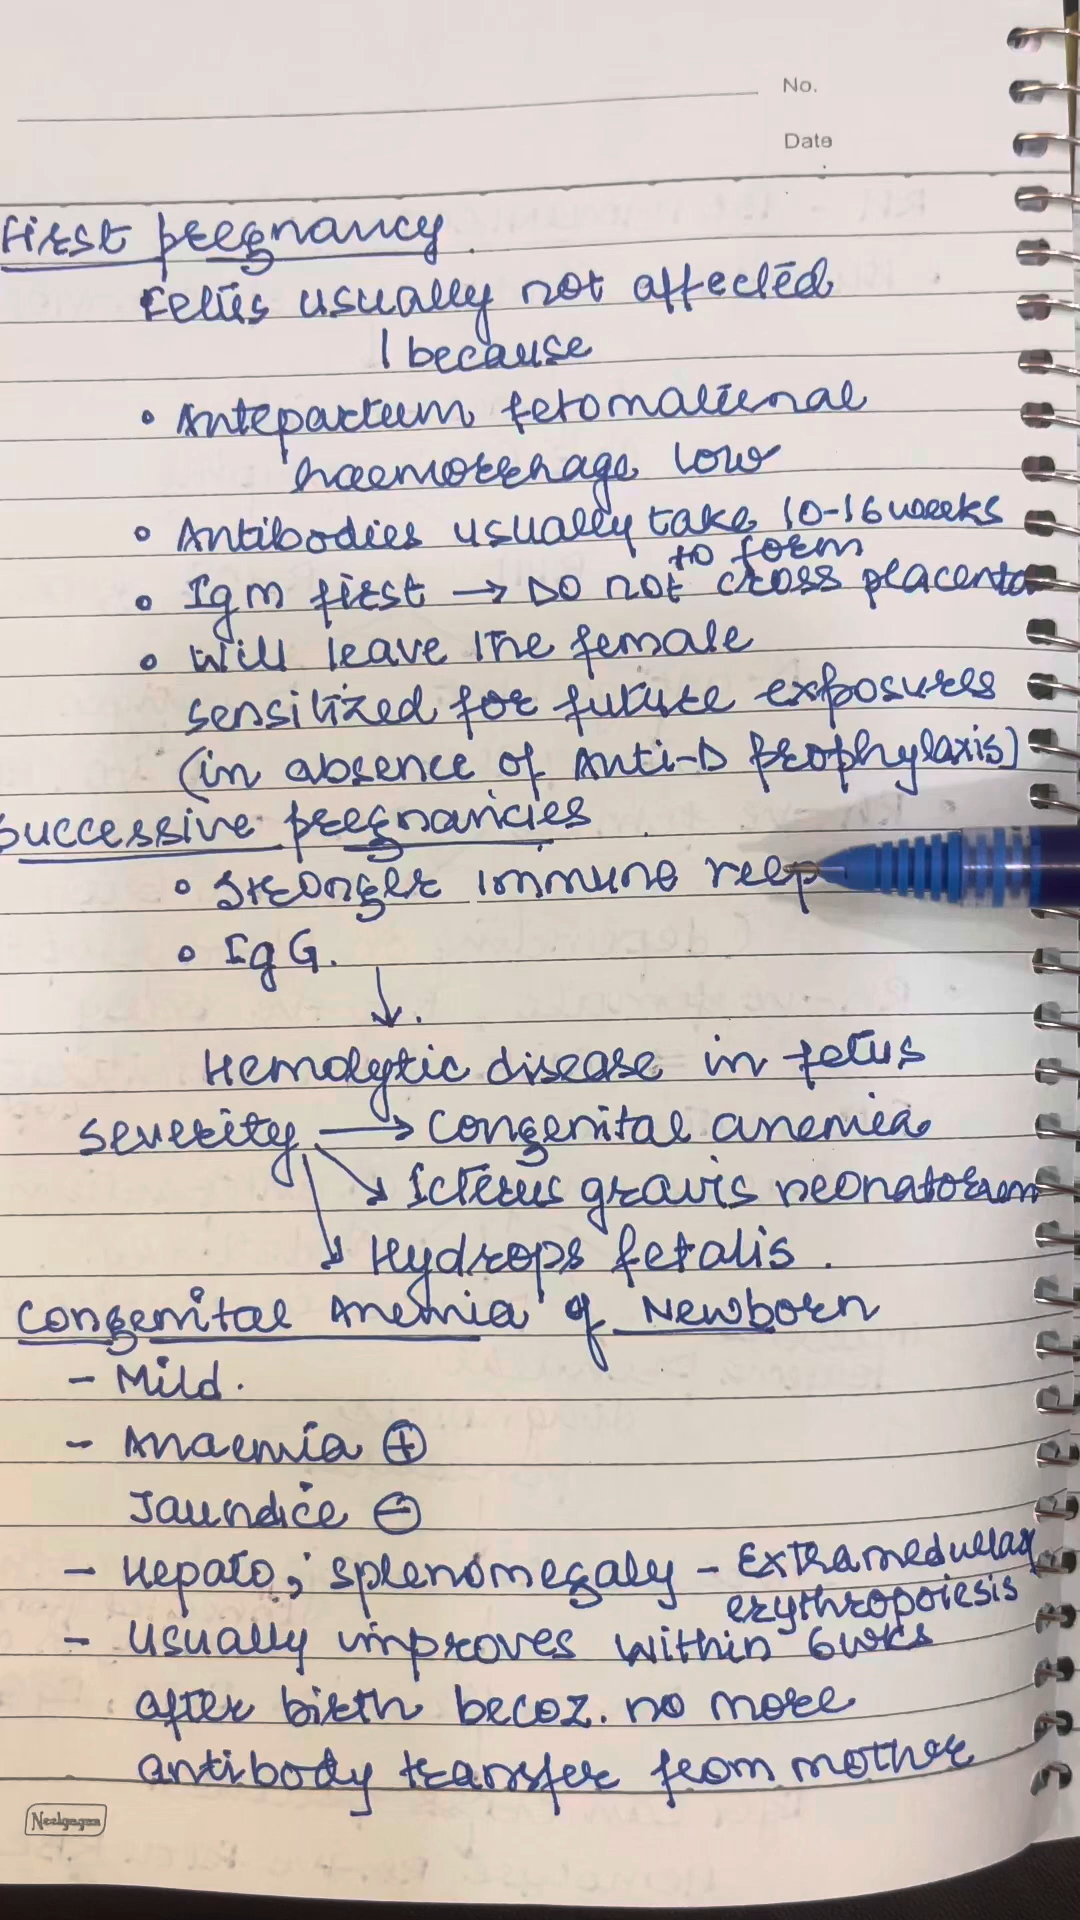 No.
Date
First pregnancy
Fetus usually not affected
| because
• Antepartum fetomaternal
haemorrhage low
• Antibodies usually take 10-16 weeks
to form
• IgM first → Do not cross placenta
• Will leave the female
sensitized for future exposures
(in absence of Anti-D prophylaxis)
Successive pregnancies
• Stronger immune resp
• IgG.
↓.
Hemolytic disease in fetus
Severity → Congenital anemia
↘ Icterus gravis neonatorum
↘ Hydrops fetalis.
Congenital Anemia of Newborn
- Mild.
- Anaemia ⊕
Jaundice ⊖
- Hepato; splenomegaly - Extramedullary
erythropoiesis
- Usually improves within 6wks
after birth becoz. no more
antibody transfer from mother
Neelgagan